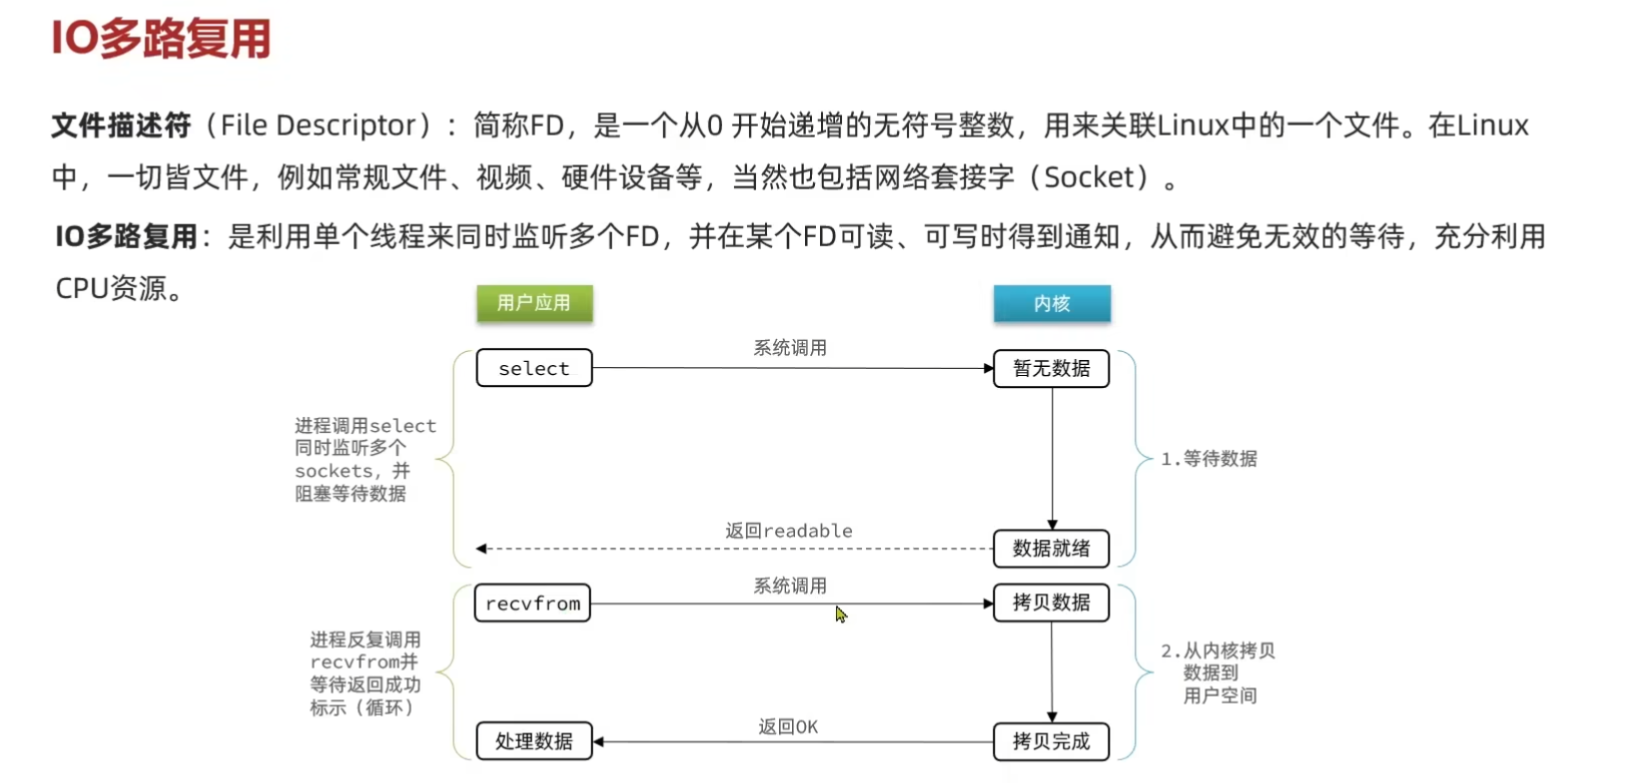 IO多路复用
文件描述符（File Descriptor）：简称FD，是一个从0 开始递增的无符号整数，用来关联Linux中的一个文件。在Linux
中，一切皆文件，例如常规文件、视频、硬件设备等，当然也包括网络套接字（Socket）。
IO多路复用：是利用单个线程来同时监听多个FD，并在某个FD可读、可写时得到通知，从而避免无效的等待，充分利用
CPU资源。
用户应用
内核
select
系统调用
暂无数据
进程调用select
同时监听多个
sockets，并
阻塞等待数据
1.等待数据
返回readable
数据就绪
recvfrom
系统调用
拷贝数据
进程反复调用
recvfrom并
等待返回成功
标示（循环）
2.从内核拷贝
数据到
用户空间
处理数据
返回OK
拷贝完成